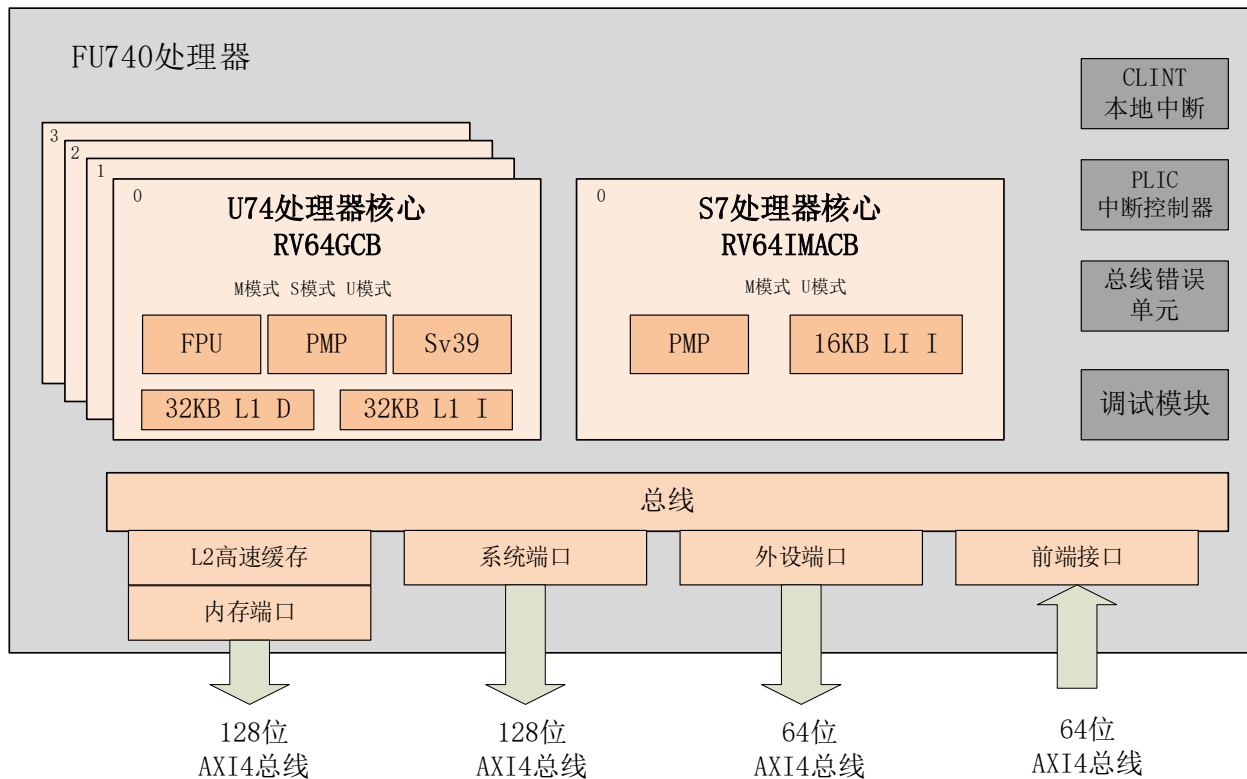 FU740处理器
CLINT
本地中断
PLIC
中断控制器
总线错误
单元
调试模块
3
2
1
0
U74处理器核心
RV64GCB
M模式 S模式 U模式
FPU
PMP
Sv39
32KB L1 D
32KB L1 I
0
S7处理器核心
RV64IMACB
M模式 U模式
PMP
16KB LI I
总线
L2高速缓存
内存端口
系统端口
外设端口
前端接口
128位
AXI4总线
128位
AXI4总线
64位
AXI4总线
64位
AXI4总线